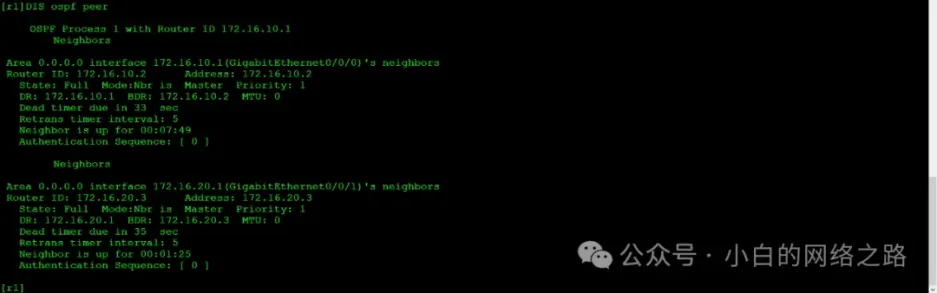 [r1]DIS ospf peer
OSPF Process 1 with Router ID 172.16.10.1
Neighbors
Area 0.0.0.0 interface 172.16.10.1(GigabitEthernet0/0/0)'s neighbors
Router ID: 172.16.10.2 Address: 172.16.10.2
State: Full Mode:Nbr is Master Priority: 1
DR: 172.16.10.1 BDR: 172.16.10.2 MTU: 0
Dead timer due in 33 sec
Retrans timer interval: 5
Neighbor is up for 00:07:49
Authentication Sequence: [ 0 ]
Neighbors
Area 0.0.0.0 interface 172.16.20.1(GigabitEthernet0/0/1)'s neighbors
Router ID: 172.16.20.3 Address: 172.16.20.3
State: Full Mode:Nbr is Master Priority: 1
DR: 172.16.20.1 BDR: 172.16.20.3 MTU: 0
Dead timer due in 35 sec
Retrans timer interval: 5
Neighbor is up for 00:01:25
Authentication Sequence: [ 0 ]
[r1]
公众号·小白的网络之路